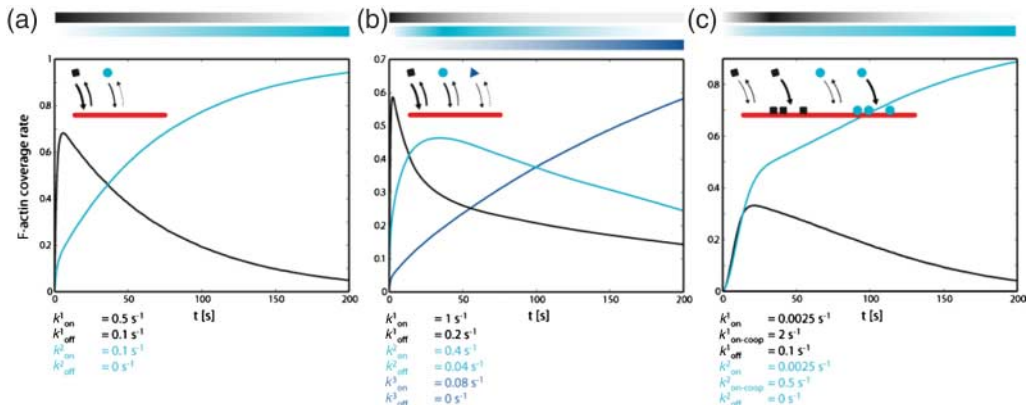 (a) (b) (c)
1 0.7 0.9
0.8 0.6
0.6 0.5 0.6
F-actin coverage rate
0.4 0.4
0.3 0.4
0.2 0.2 0.2
0.1
0 0 0
0 50 100 150 200 0 50 100 150 200 0 50 100 150 200
t [s] t [s] t [s]
k¹on = 0.5 s⁻¹
k¹off = 0.1 s⁻¹
k²on = 0.1 s⁻¹
k²off = 0 s⁻¹
k¹on = 1 s⁻¹
k¹off = 0.2 s⁻¹
k²on = 0.4 s⁻¹
k²off = 0.04 s⁻¹
k³on = 0.08 s⁻¹
k³off = 0 s⁻¹
k¹on = 0.0025 s⁻¹
k¹on-coop = 2 s⁻¹
k¹off = 0.1 s⁻¹
k²on = 0.0025 s⁻¹
k²on-coop = 0.5 s⁻¹
k²off = 0 s⁻¹